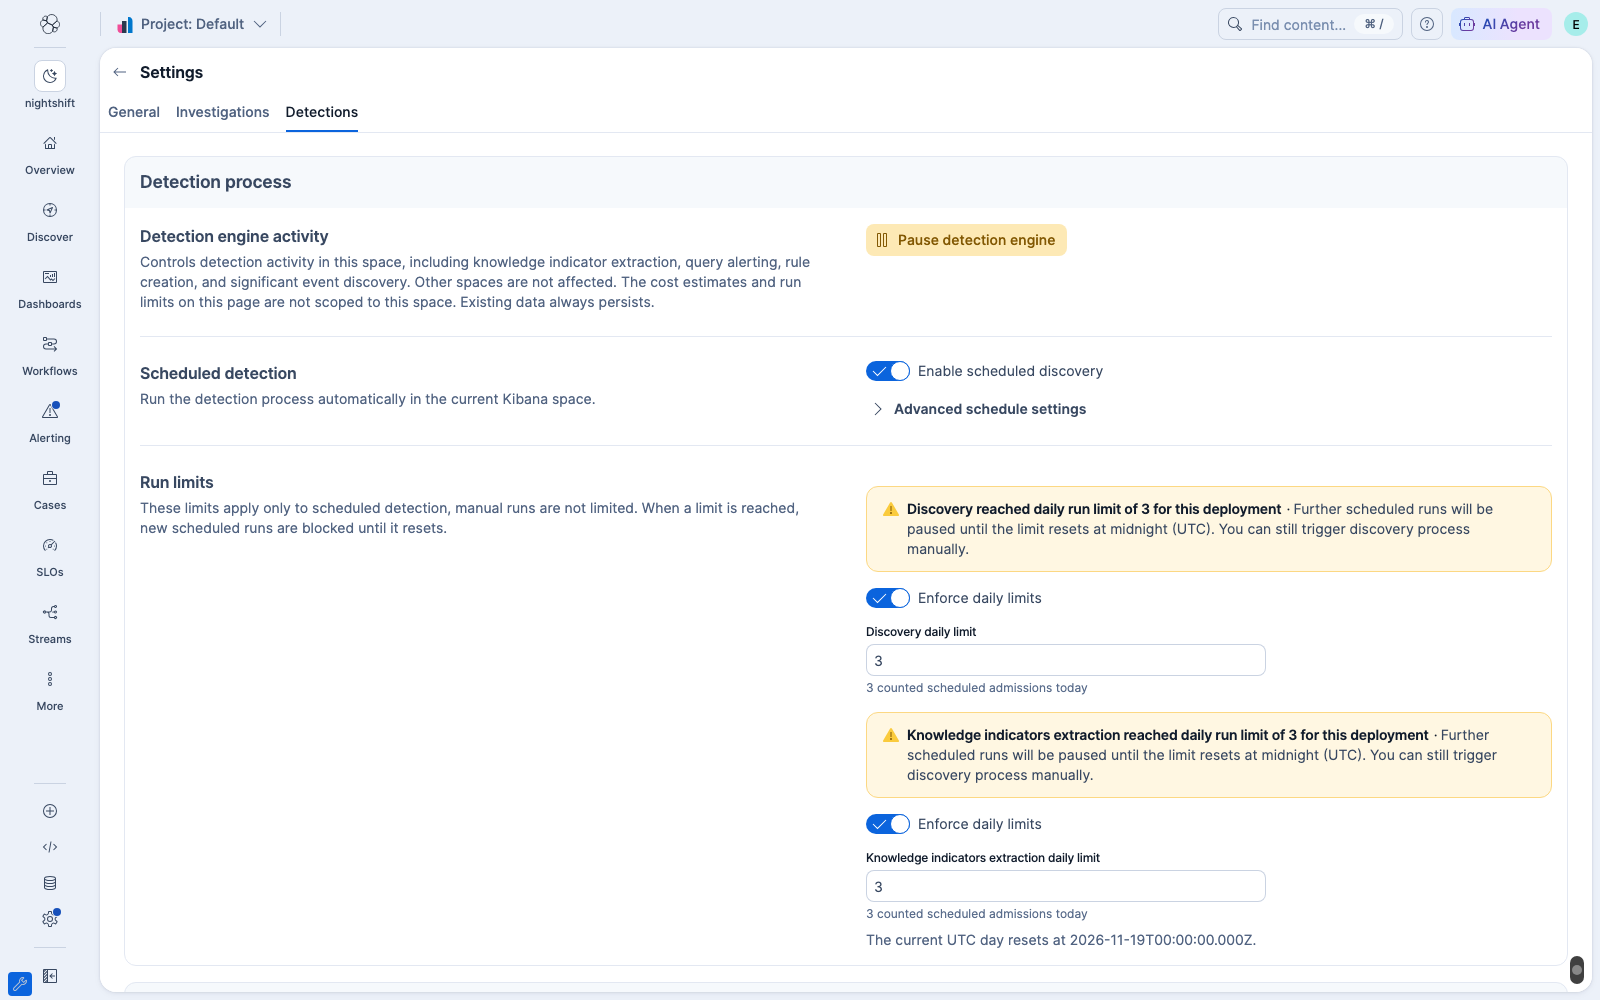 Project: Default
Find content...
⌘ /
AI Agent
E
nightshift
Overview
Discover
Dashboards
Workflows
Alerting
Cases
SLOs
Streams
More
Settings
General
Investigations
Detections
Detection process
Detection engine activity
Controls detection activity in this space, including knowledge indicator extraction, query alerting, rule
creation, and significant event discovery. Other spaces are not affected. The cost estimates and run
limits on this page are not scoped to this space. Existing data always persists.
Pause detection engine
Scheduled detection
Run the detection process automatically in the current Kibana space.
Enable scheduled discovery
Advanced schedule settings
Run limits
These limits apply only to scheduled detection, manual runs are not limited. When a limit is reached,
new scheduled runs are blocked until it resets.
Discovery reached daily run limit of 3 for this deployment · Further scheduled runs will be
paused until the limit resets at midnight (UTC). You can still trigger discovery process
manually.
Enforce daily limits
Discovery daily limit
3
3 counted scheduled admissions today
Knowledge indicators extraction reached daily run limit of 3 for this deployment · Further
scheduled runs will be paused until the limit resets at midnight (UTC). You can still trigger
discovery process manually.
Enforce daily limits
Knowledge indicators extraction daily limit
3
3 counted scheduled admissions today
The current UTC day resets at 2026-11-19T00:00:00.000Z.